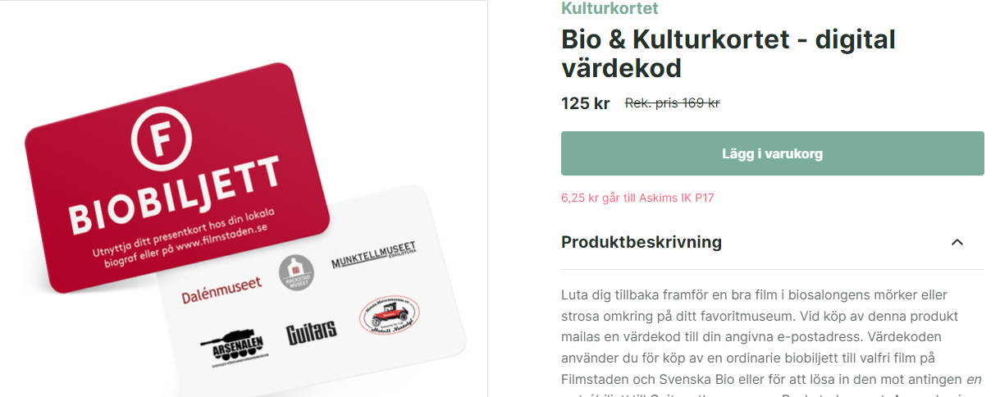 Kulturkortet
Bio & Kulturkortet - digital
värdekod
125 kr Rek. pris 169 kr
Lägg i varukorg
6,25 kr går till Askims IK P17
Produktbeskrivning
Luta dig tillbaka framför en bra film i biosalongens mörker eller
strosa omkring på ditt favoritmuseum. Vid köp av denna produkt
mailas en värdekod till din angivna e-postadress. Värdekoden
använder du för köp av en ordinarie biobiljett till valfri film på
Filmstaden och Svenska Bio eller för att lösa in den mot antingen en
F
BIOBILJETT
Utnyttja ditt presentkort hos din lokala
biograf eller på www.filmstaden.se
Dalénmuseet
RACKSTAD
MUSEET
MUNKTELLMUSEET
ESKILSTUNA
ARSENALEN
Guitars